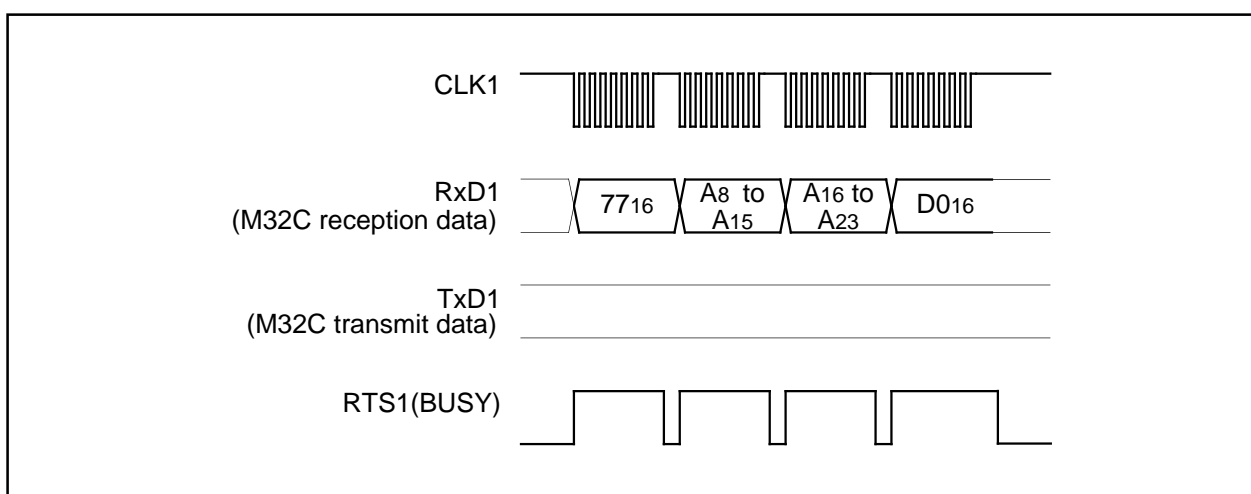 CLK1
RxD1
(M32C reception data)
7716
A8 to
A15
A16 to
A23
D016
TxD1
(M32C transmit data)
RTS1(BUSY)